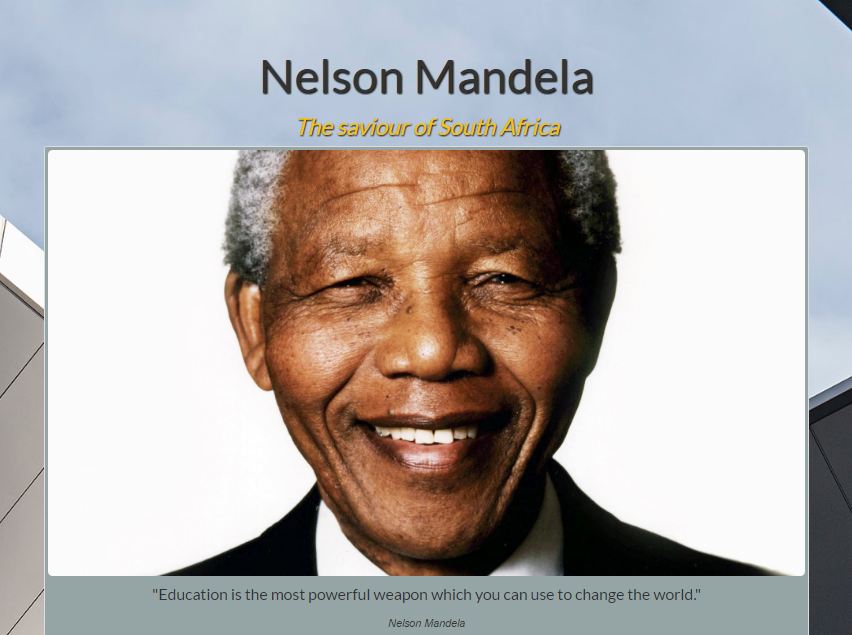 Nelson Mandela
The saviour of South Africa
"Education is the most powerful weapon which you can use to change the world."
Nelson Mandela